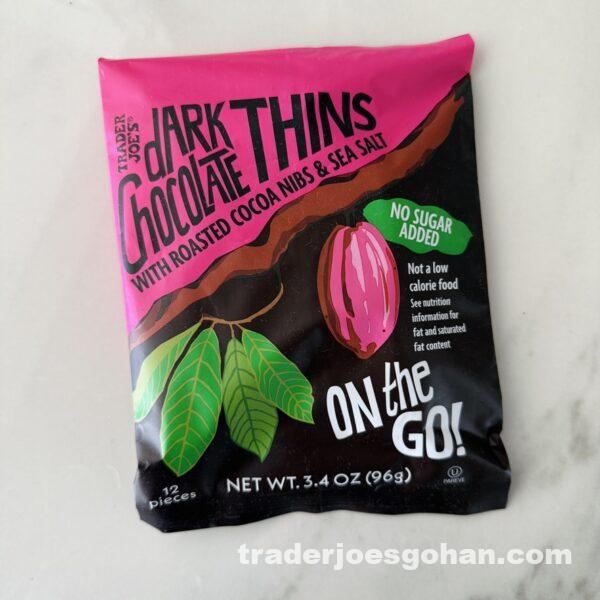 TRADER
JOE'S®
dARK
CHOCOLATE
THINS
WITH ROASTED COCOA NIBS & SEA SALT
NO SUGAR
ADDED
Not a low
calorie food
See nutrition
information for
fat and saturated
fat content
ON the
GO!
12
pieces
NET WT. 3.4 OZ (96g)
U
PAREVE
traderjoesgohan.com